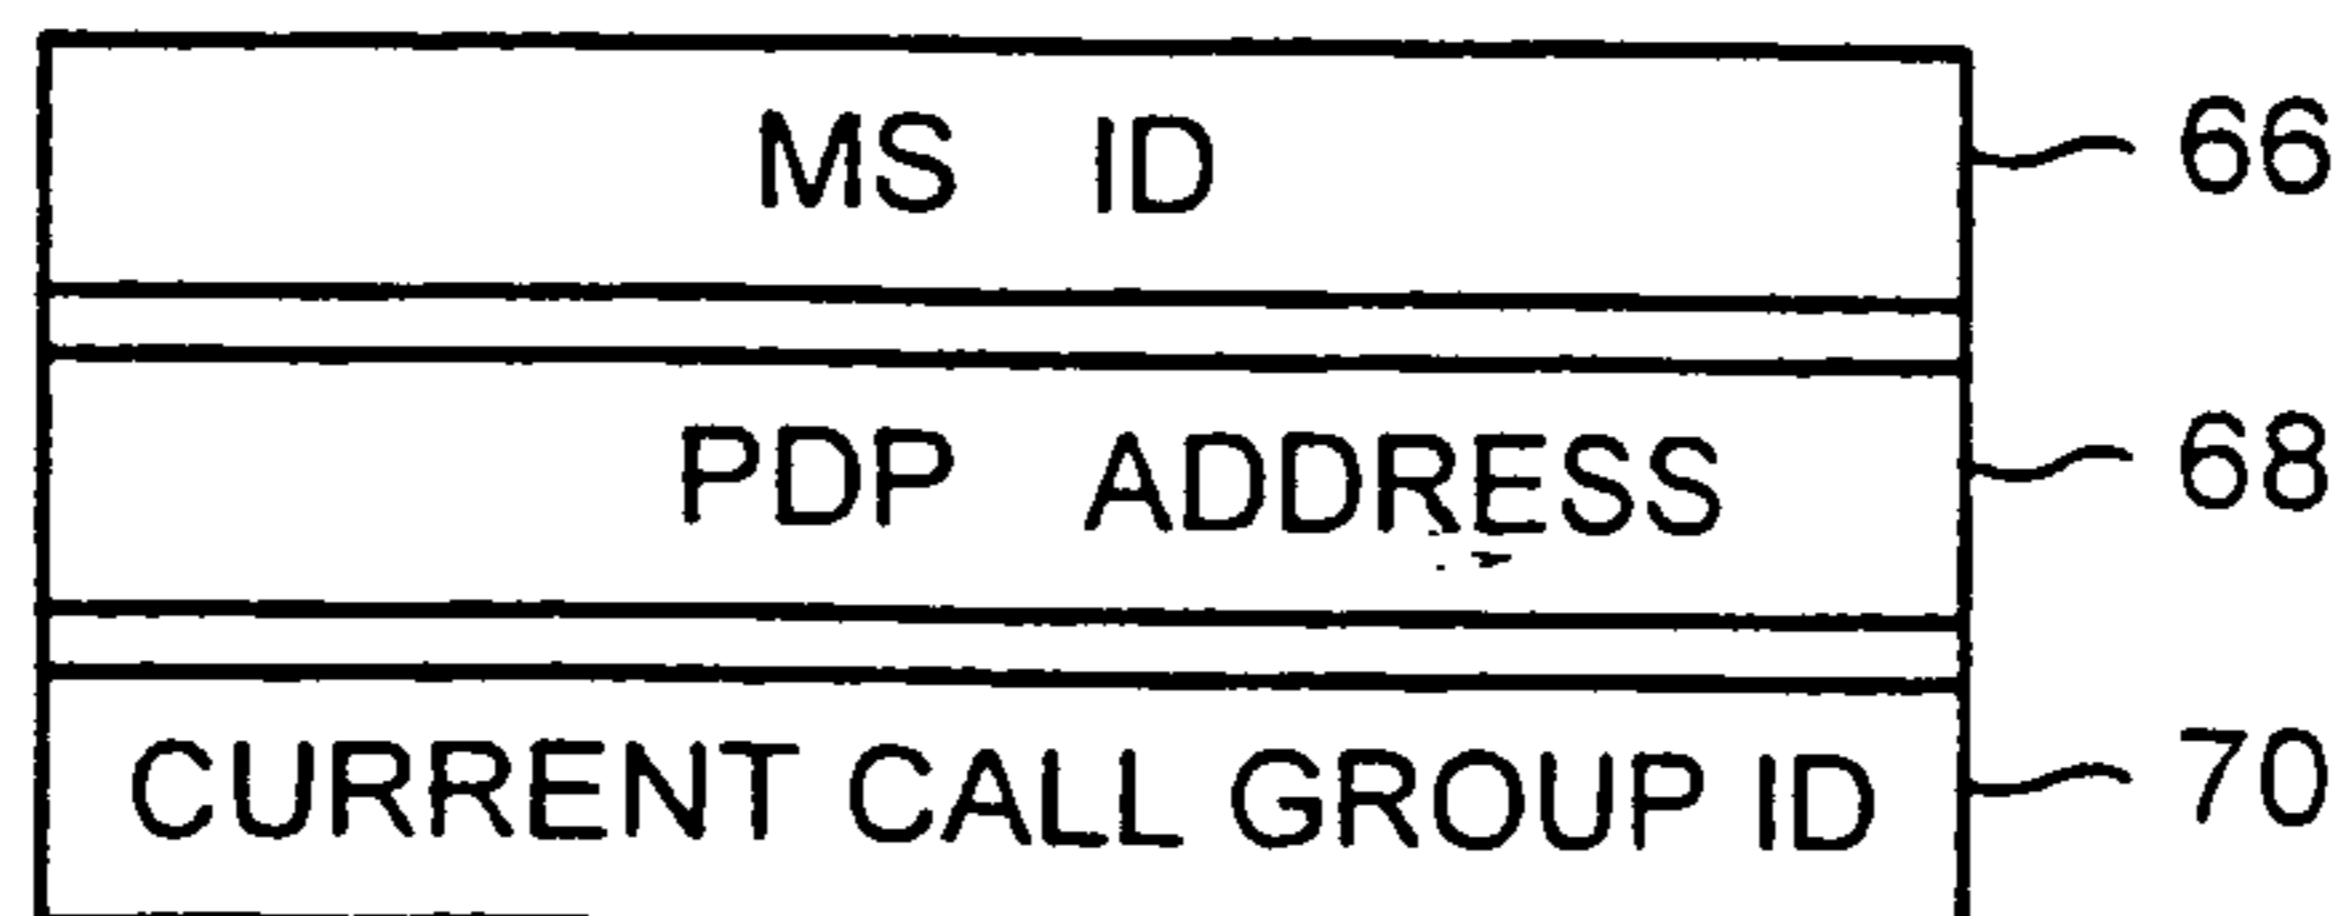 MS ID 66
PDP ADDRESS 68
CURRENT CALL GROUP ID 70